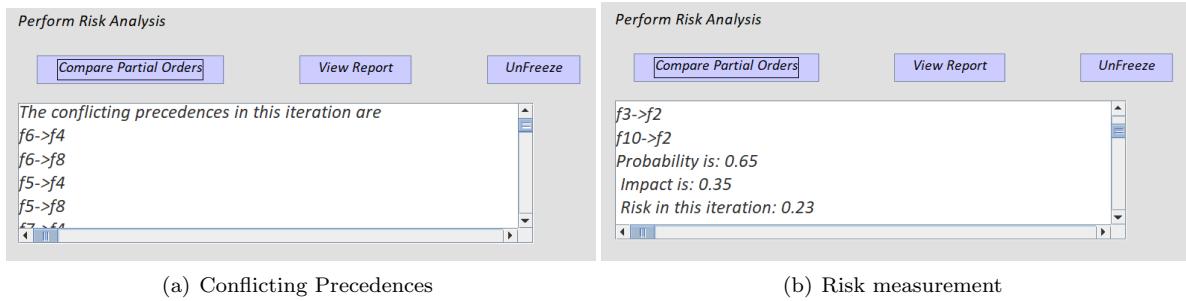 Perform Risk Analysis
Compare Partial Orders View Report UnFreeze
The conflicting precedences in this iteration are
f6->f4
f6->f8
f5->f4
f5->f8
f7->f4
(a) Conflicting Precedences
Perform Risk Analysis
Compare Partial Orders View Report UnFreeze
f3->f2
f10->f2
Probability is: 0.65
Impact is: 0.35
Risk in this iteration: 0.23
(b) Risk measurement